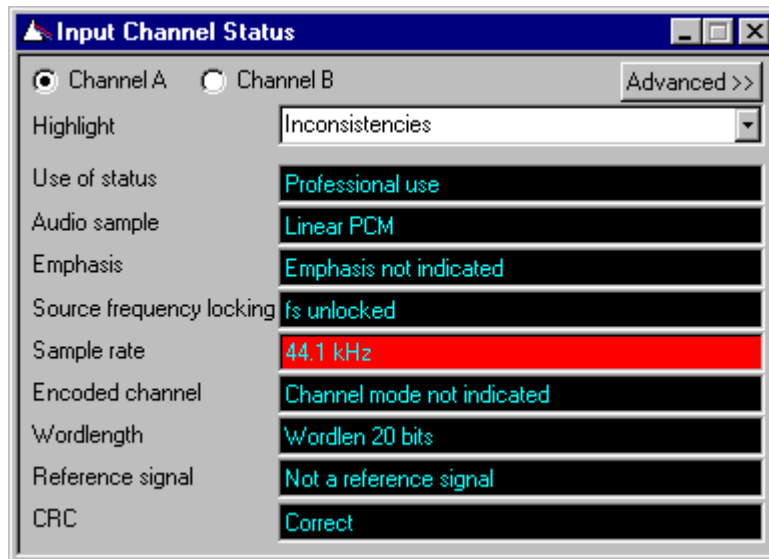 Input Channel Status
Channel A Channel B Advanced >>
Highlight Inconsistencies
Use of status Professional use
Audio sample Linear PCM
Emphasis Emphasis not indicated
Source frequency locking fs unlocked
Sample rate 44.1 kHz
Encoded channel Channel mode not indicated
Wordlength Wordlen 20 bits
Reference signal Not a reference signal
CRC Correct